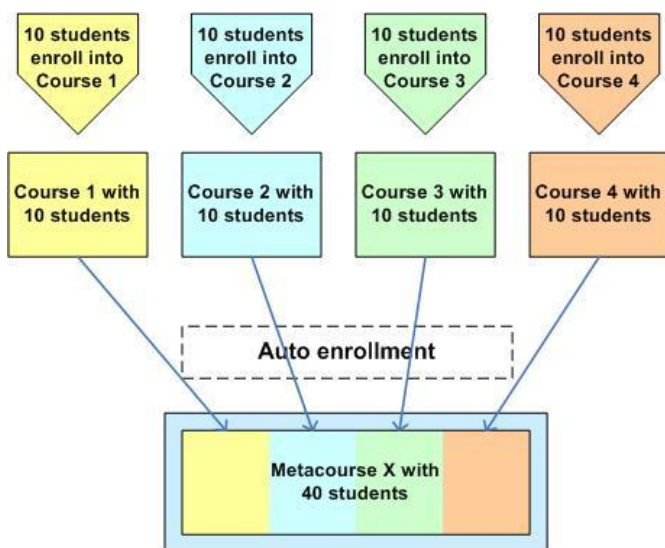 10 students
enroll into
Course 1
10 students
enroll into
Course 2
10 students
enroll into
Course 3
10 students
enroll into
Course 4
Course 1 with
10 students
Course 2 with
10 students
Course 3 with
10 students
Course 4 with
10 students
Auto enrollment
Metacourse X with
40 students